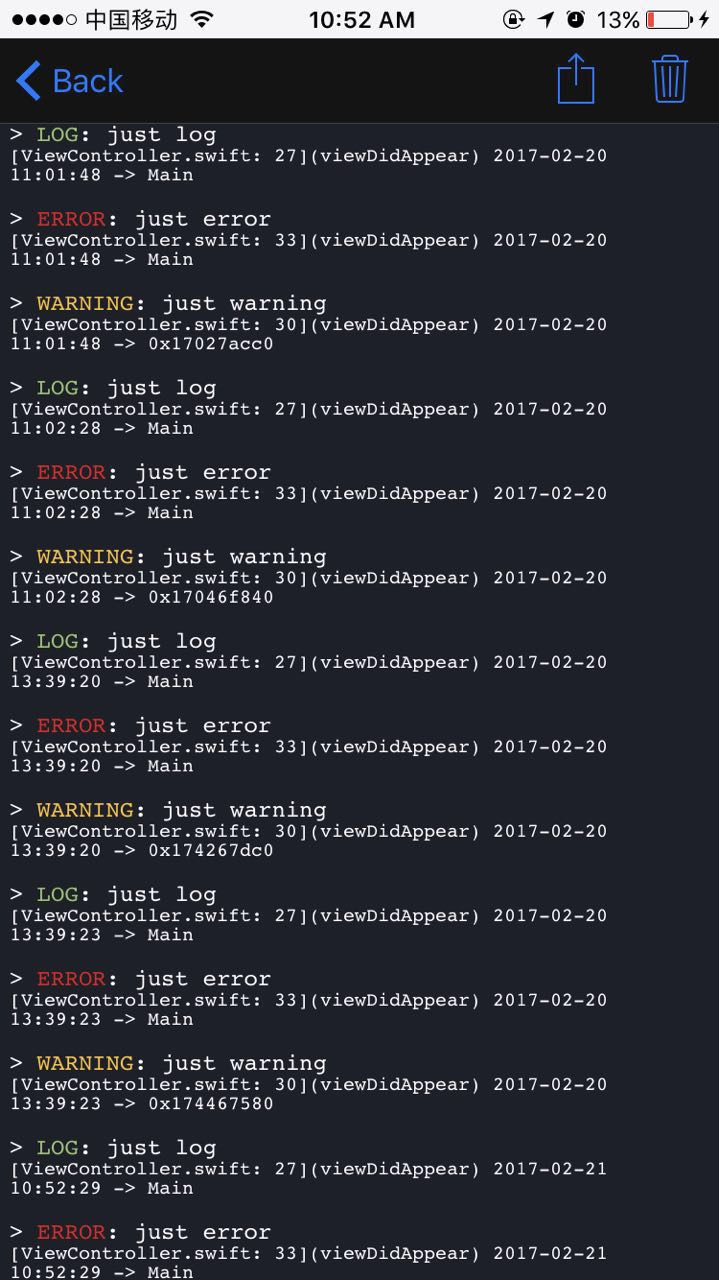 中国移动
10:52 AM
13%
Back
> LOG: just log
[ViewController.swift: 27](viewDidAppear) 2017-02-20
11:01:48 -> Main
> ERROR: just error
[ViewController.swift: 33](viewDidAppear) 2017-02-20
11:01:48 -> Main
> WARNING: just warning
[ViewController.swift: 30](viewDidAppear) 2017-02-20
11:01:48 -> 0x17027acc0
> LOG: just log
[ViewController.swift: 27](viewDidAppear) 2017-02-20
11:02:28 -> Main
> ERROR: just error
[ViewController.swift: 33](viewDidAppear) 2017-02-20
11:02:28 -> Main
> WARNING: just warning
[ViewController.swift: 30](viewDidAppear) 2017-02-20
11:02:28 -> 0x17046f840
> LOG: just log
[ViewController.swift: 27](viewDidAppear) 2017-02-20
13:39:20 -> Main
> ERROR: just error
[ViewController.swift: 33](viewDidAppear) 2017-02-20
13:39:20 -> Main
> WARNING: just warning
[ViewController.swift: 30](viewDidAppear) 2017-02-20
13:39:20 -> 0x174267dc0
> LOG: just log
[ViewController.swift: 27](viewDidAppear) 2017-02-20
13:39:23 -> Main
> ERROR: just error
[ViewController.swift: 33](viewDidAppear) 2017-02-20
13:39:23 -> Main
> WARNING: just warning
[ViewController.swift: 30](viewDidAppear) 2017-02-20
13:39:23 -> 0x174467580
> LOG: just log
[ViewController.swift: 27](viewDidAppear) 2017-02-21
10:52:29 -> Main
> ERROR: just error
[ViewController.swift: 33](viewDidAppear) 2017-02-21
10:52:29 -> Main